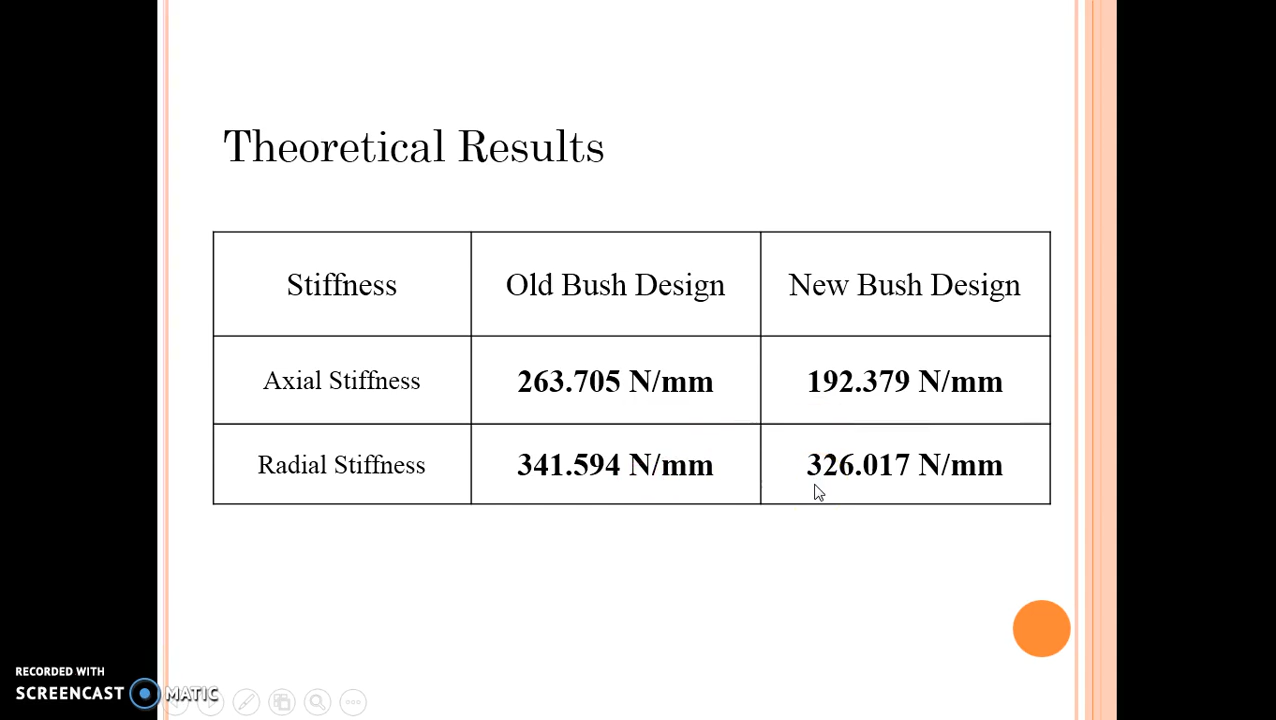 Theoretical Results
Stiffness Old Bush Design New Bush Design
Axial Stiffness 263.705 N/mm 192.379 N/mm
Radial Stiffness 341.594 N/mm 326.017 N/mm
RECORDED WITH
SCREENCAST MATIC